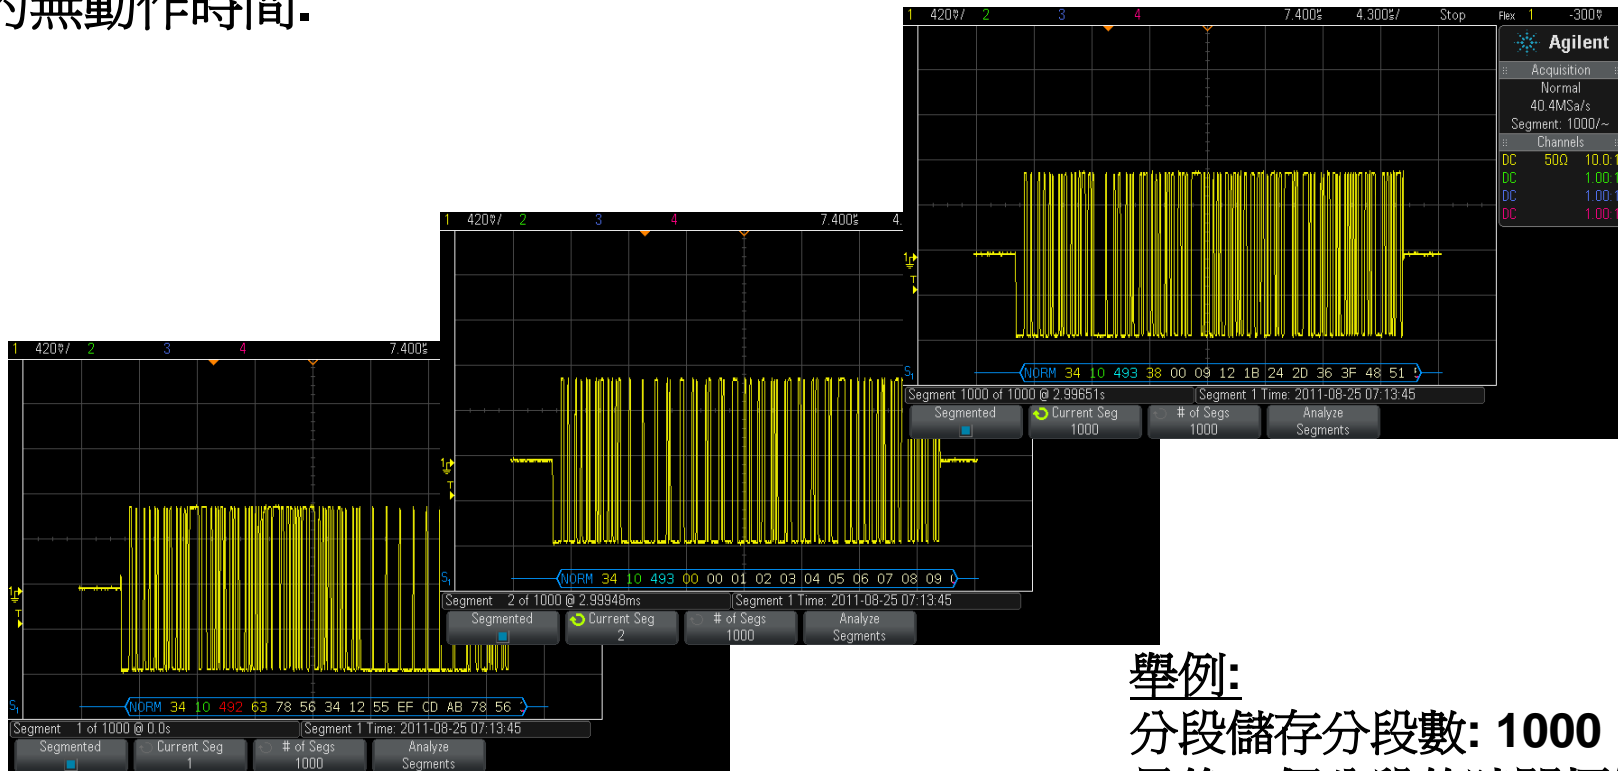 的無動作時間.
1 420㎷/ 2 3 4 7.400㎲ 4.300㎲/ Stop Flex 1 -300㎷
Agilent
Acquisition
Normal
40.4MSa/s
Segment: 1000/~
Channels
DC 50Ω 10.0:1
DC 1.00:1
DC 1.00:1
DC 1.00:1
NORM 34 10 493 38 00 09 12 1B 24 2D 36 3F 48 51
Segment 1000 of 1000 @ 2.99651s Segment 1 Time: 2011-08-25 07:13:45
Segmented Current Seg # of Segs Analyze
1000 1000 Segments
1 420㎷/ 2 3 4 7.400㎲ 4.
NORM 34 10 493 00 00 01 02 03 04 05 06 07 08 09
Segment 2 of 1000 @ 2.99948ms Segment 1 Time: 2011-08-25 07:13:45
Segmented Current Seg # of Segs Analyze
2 1000 Segments
1 420㎷/ 2 3 4 7.400㎲
NORM 34 10 492 63 78 56 34 12 55 EF CD AB 78 56
Segment 1 of 1000 @ 0.0s Segment 1 Time: 2011-08-25 07:13:45
Segmented Current Seg # of Segs Analyze
1 1000 Segments
舉例:
分段儲存分段數: 1000